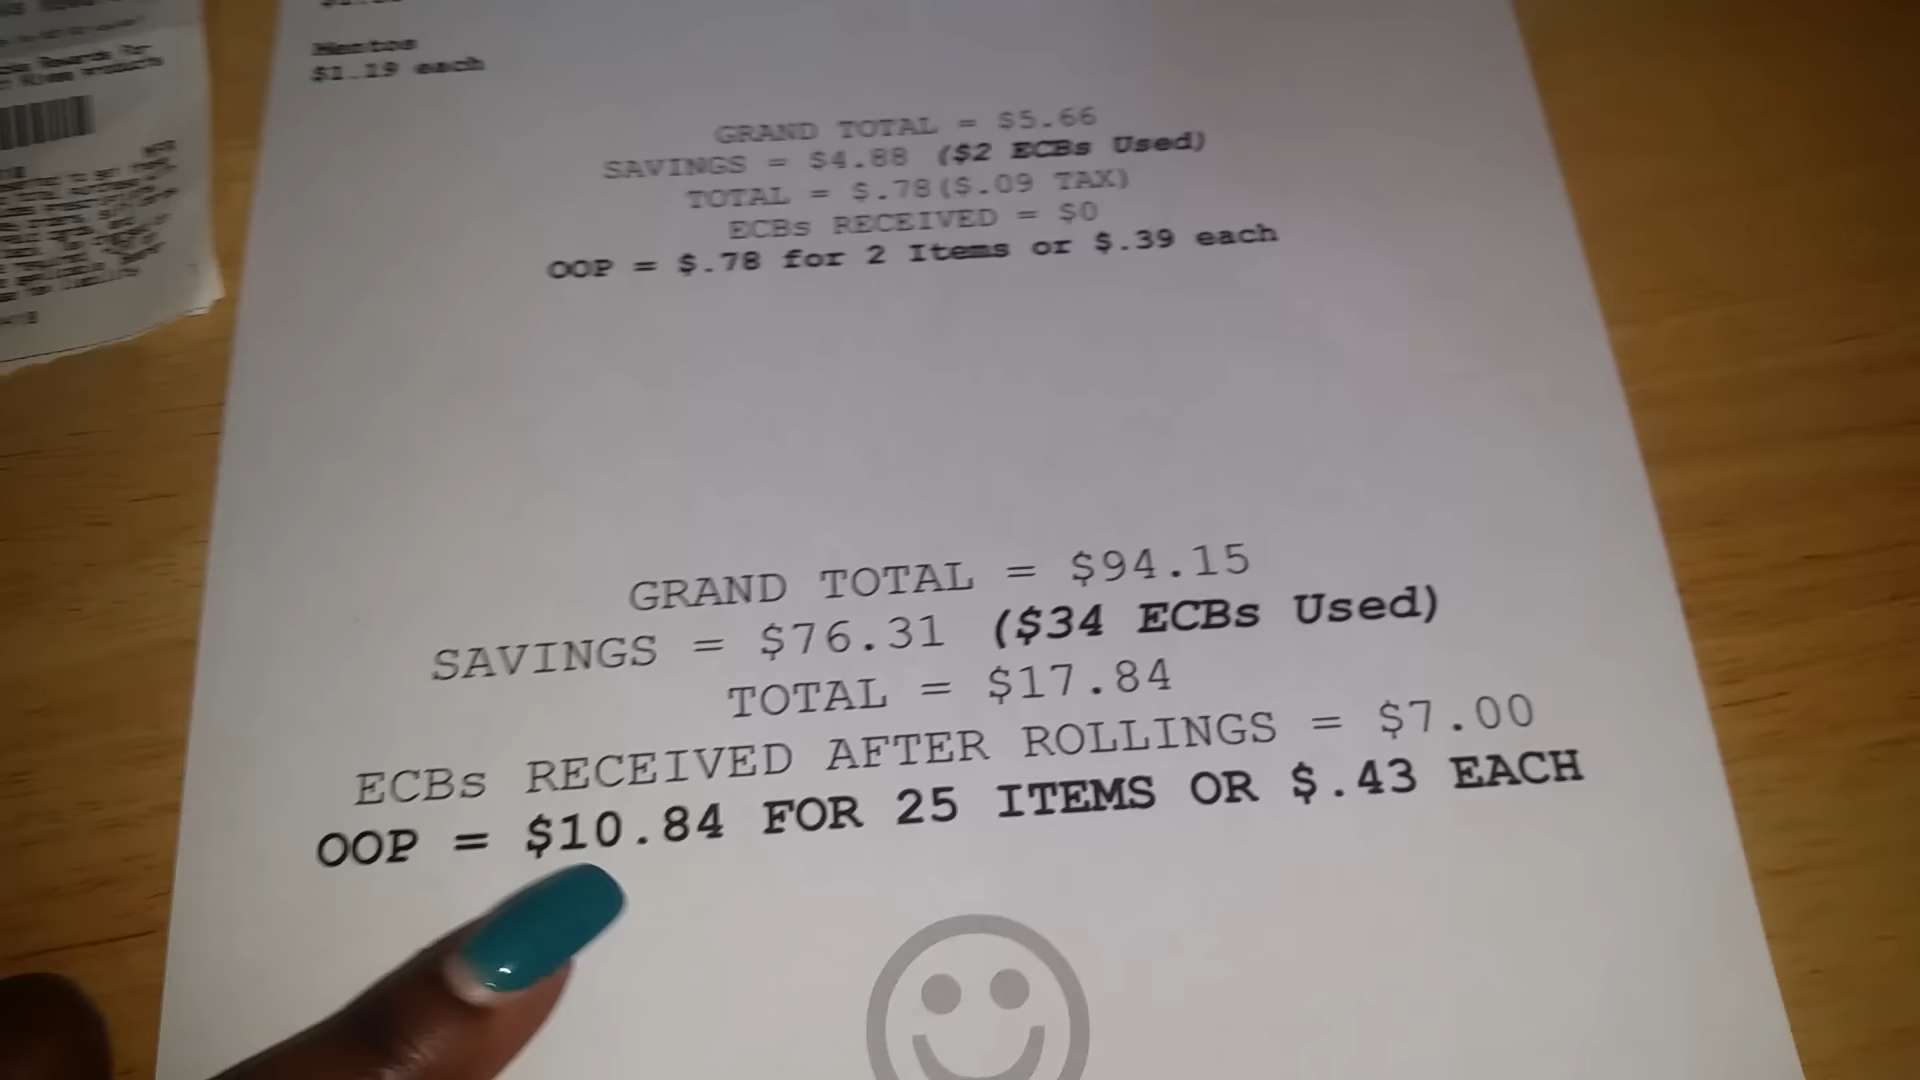 Rewards For
Mentos
$1.19 each
GRAND TOTAL = $5.66
SAVINGS = $4.88 ($2 ECBs Used)
TOTAL = $.78($.09 TAX)
ECBs RECEIVED = $0
OOP = $.78 for 2 Items or $.39 each
GRAND TOTAL = $94.15
SAVINGS = $76.31 ($34 ECBs Used)
TOTAL = $17.84
ECBs RECEIVED AFTER ROLLINGS = $7.00
OOP = $10.84 FOR 25 ITEMS OR $.43 EACH